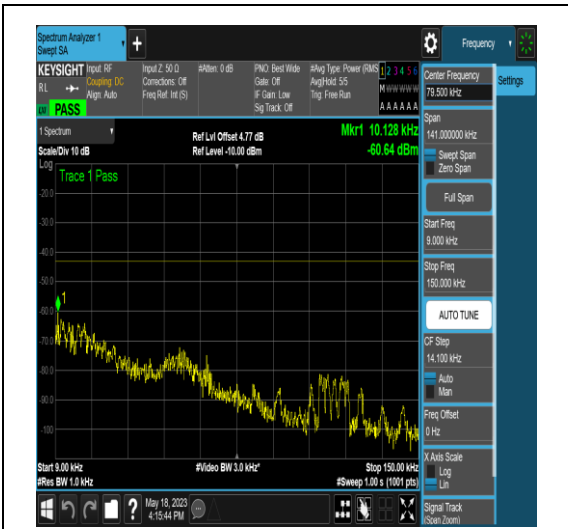 Spectrum Analyzer 1
Swept SA
Frequency
KEYSIGHT
RL
PASS
Input: RF
Coupling: DC
Align: Auto
Input Z: 50 Ω
Corrections: Off
Freq Ref: Int (S)
#Atten: 0 dB
PNO: Best Wide
Gate: Off
IF Gain: Low
Sig Track: Off
#Avg Type: Power (RMS
Avg|Hold: 5/5
Trig: Free Run
1 2 3 4 5 6
M W W W W W
A A A A A A
1 Spectrum
Scale/Div 10 dB
Ref Lvl Offset 4.77 dB
Ref Level -10.00 dBm
Mkr1 10.128 kHz
-60.64 dBm
Log
Trace 1 Pass
-20.0
-30.0
-40.0
-50.0
-60.0
-70.0
-80.0
-90.0
-100
1
Start 9.00 kHz
#Res BW 1.0 kHz
#Video BW 3.0 kHz*
Stop 150.00 kHz
#Sweep 1.00 s (1001 pts)
Center Frequency
79.500 kHz
Settings
Span
141.000000 kHz
Swept Span
Zero Span
Full Span
Start Freq
9.000 kHz
Stop Freq
150.000 kHz
AUTO TUNE
CF Step
14.100 kHz
Auto
Man
Freq Offset
0 Hz
X Axis Scale
Log
Lin
Signal Track
(Span Zoom)
May 18, 2023
4:15:44 PM